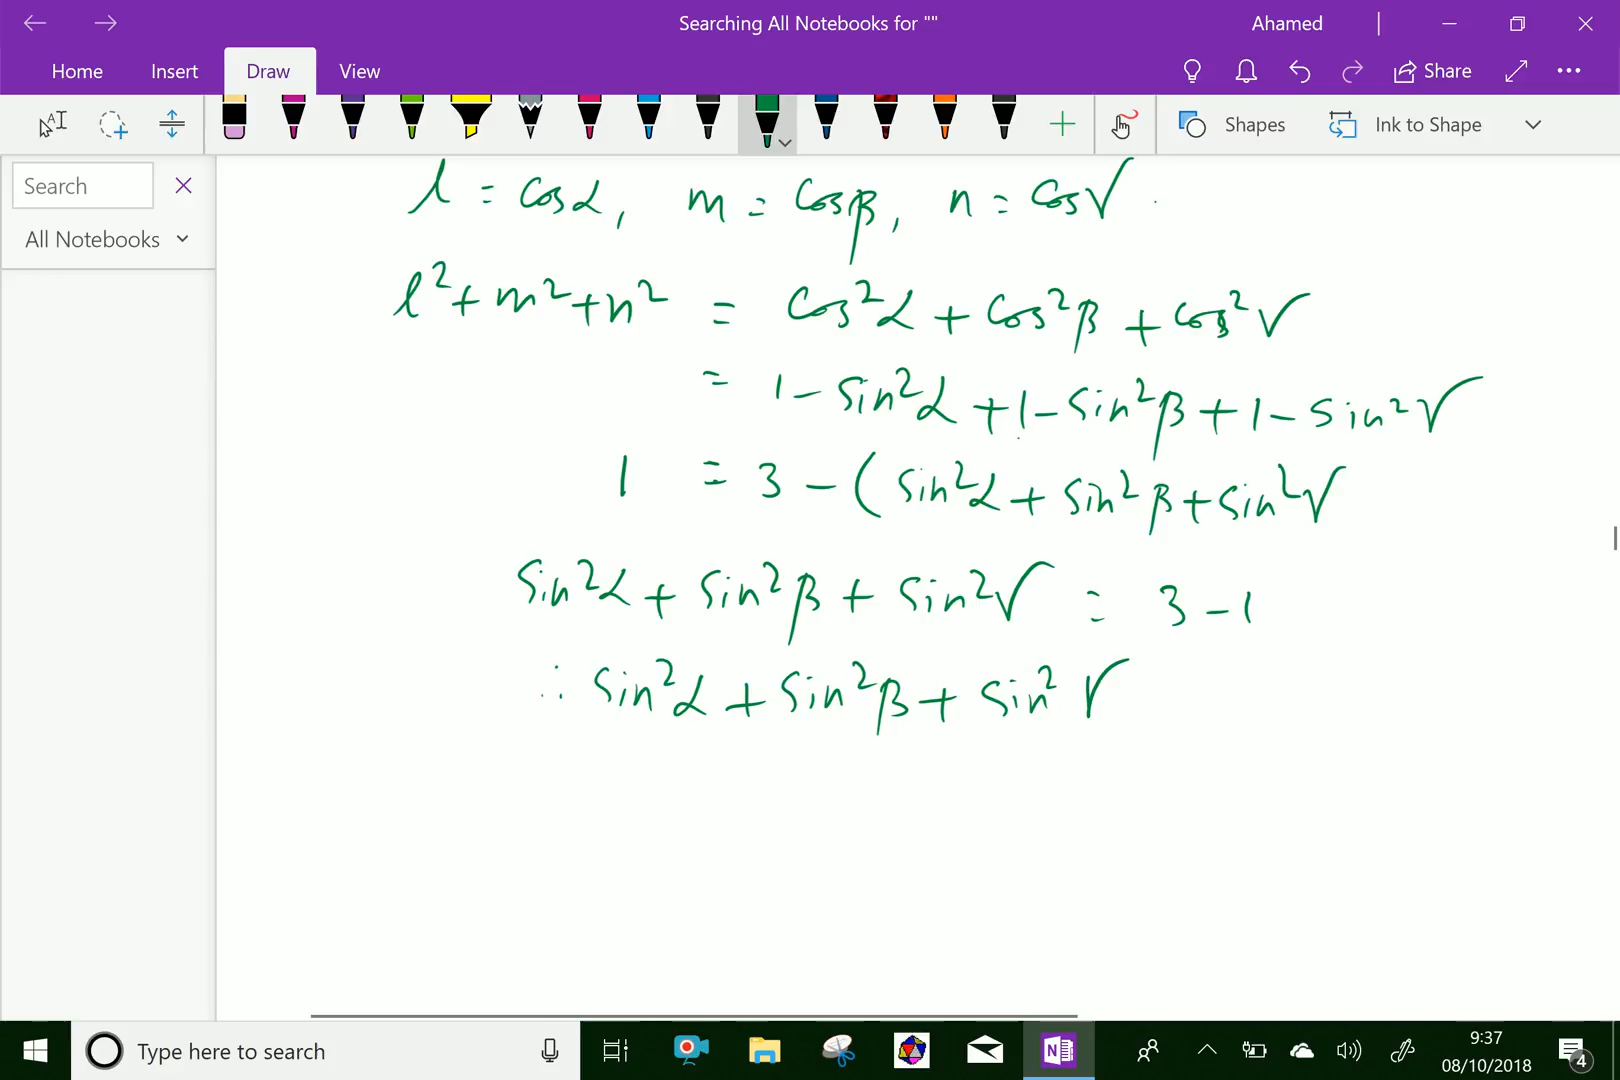 Searching All Notebooks for ""
Ahamed
Home Insert Draw View
Share
Shapes
Ink to Shape
Search
All Notebooks
l = cosα, m = cosβ, n = cosγ.
l²+m²+n² = cos²α + cos²β + cos²γ
= 1 - sin²α + 1 - sin²β + 1 - sin²γ
1 = 3 - (sin²α + sin²β + sin²γ
sin²α + sin²β + sin²γ = 3 - 1
∴ sin²α + sin²β + sin²γ
Type here to search
9:37
08/10/2018
4